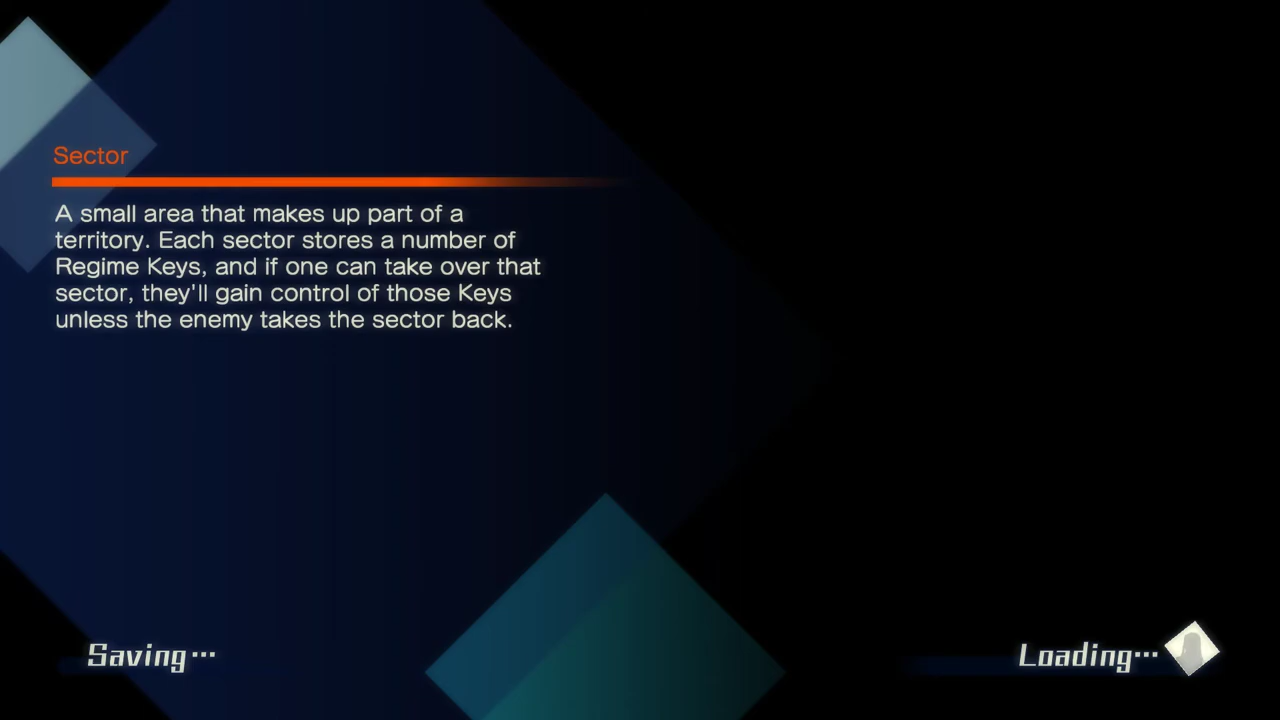 Sector
A small area that makes up part of a
territory. Each sector stores a number of
Regime Keys, and if one can take over that
sector, they'll gain control of those Keys
unless the enemy takes the sector back.
Saving…
Loading…